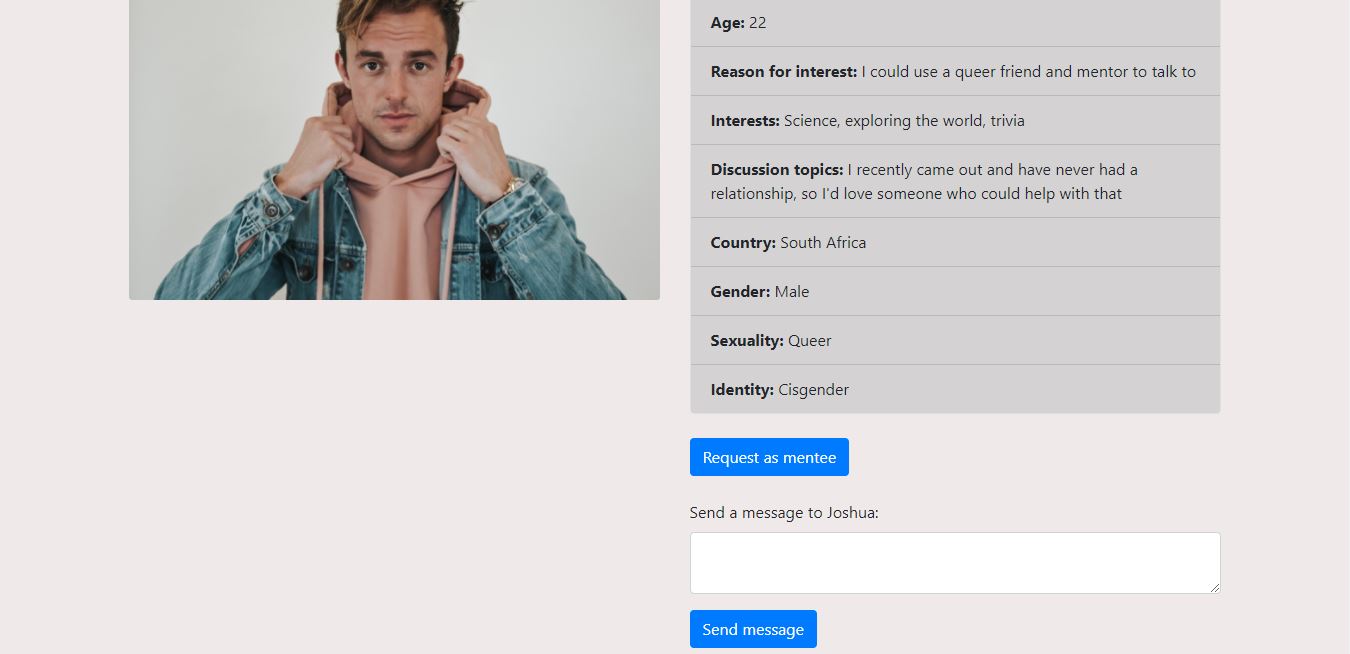 Age: 22
Reason for interest: I could use a queer friend and mentor to talk to
Interests: Science, exploring the world, trivia
Discussion topics: I recently came out and have never had a
relationship, so I'd love someone who could help with that
Country: South Africa
Gender: Male
Sexuality: Queer
Identity: Cisgender
Request as mentee
Send a message to Joshua:
Send message